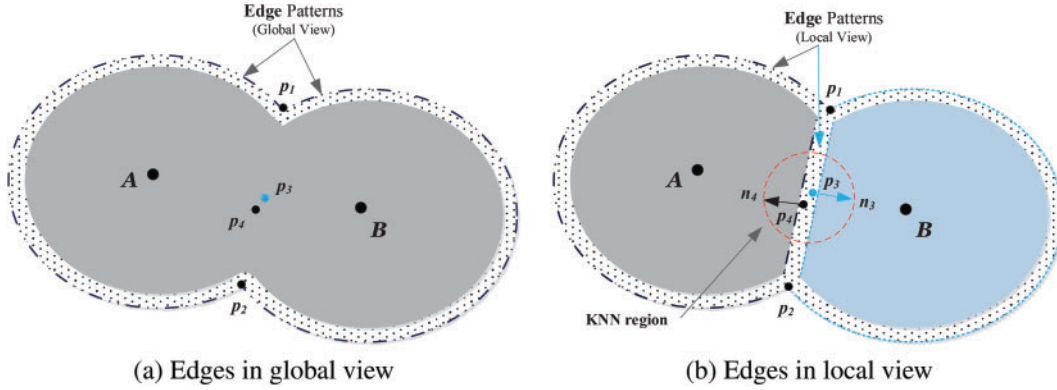 Edge Patterns
(Global View)
p1
A
p3
p4
B
p2
(a) Edges in global view
Edge Patterns
(Local View)
p1
A
p3
n4
n3
p4
B
KNN region
p2
(b) Edges in local view